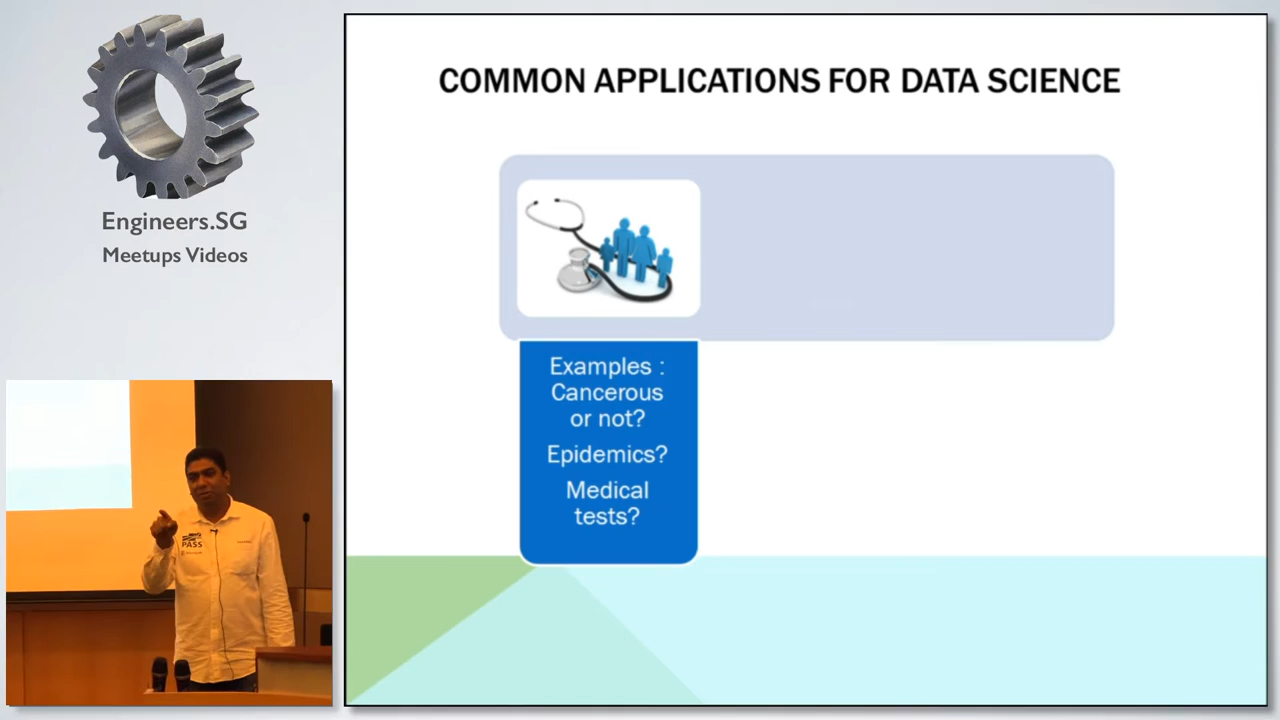 Engineers.SG
Meetups Videos
COMMON APPLICATIONS FOR DATA SCIENCE
Examples :
Cancerous
or not?
Epidemics?
Medical
tests?
PASS